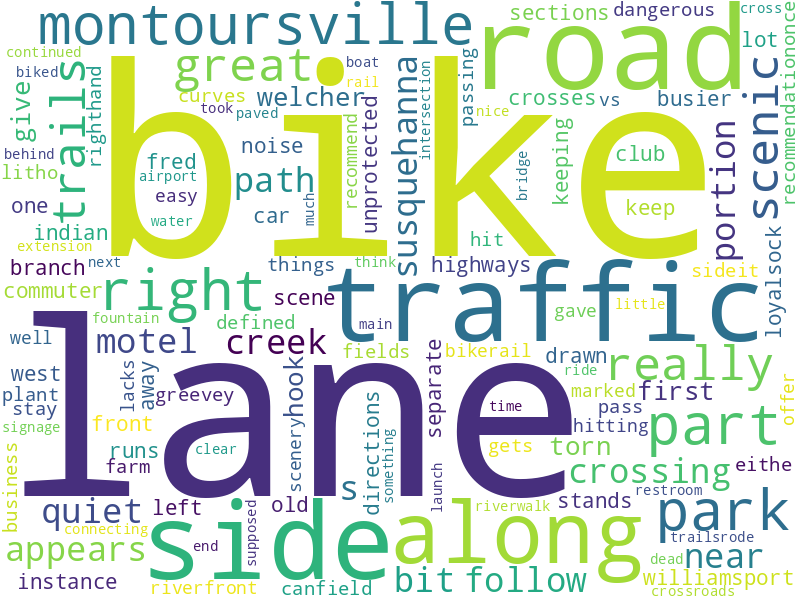 cross
sections dangerous
montoursville
road
lot
continued
great
boat
biked
trails
righthand
curves
welcher
rail
susquehanna
intersection
passing
crosses vs busier
scenic
recommendationonce
give
took paved
bike
recommend
unprotected
noise
portion
behind
fred
airport
path
club
keeping
litho
easy
bridge
keep
one
water
car
much
indian
hit
loyalsock
extension
next
things
think
highways
sideit
branch
commuter
right
scene
traffic
gave
little
fountain
defined
main
well
motel
creek
fields
separate
bikerail
drawn
really
offer
west
lacks
away
sceneryhook
ride
plant
greevey
directions
marked
first
stay
lane
time
pass
part
signage
front
hitting
business
runs
clear
something
gets
torn
farm
crossing
eithe
quiet
left
old
s
launch
riverwalk
stands
restroom
park
connecting
side
along
trailsrode
appears
end
supposed
dead
near
instance
riverfront
canfield
bit follow
williamsport
crossroads
nice